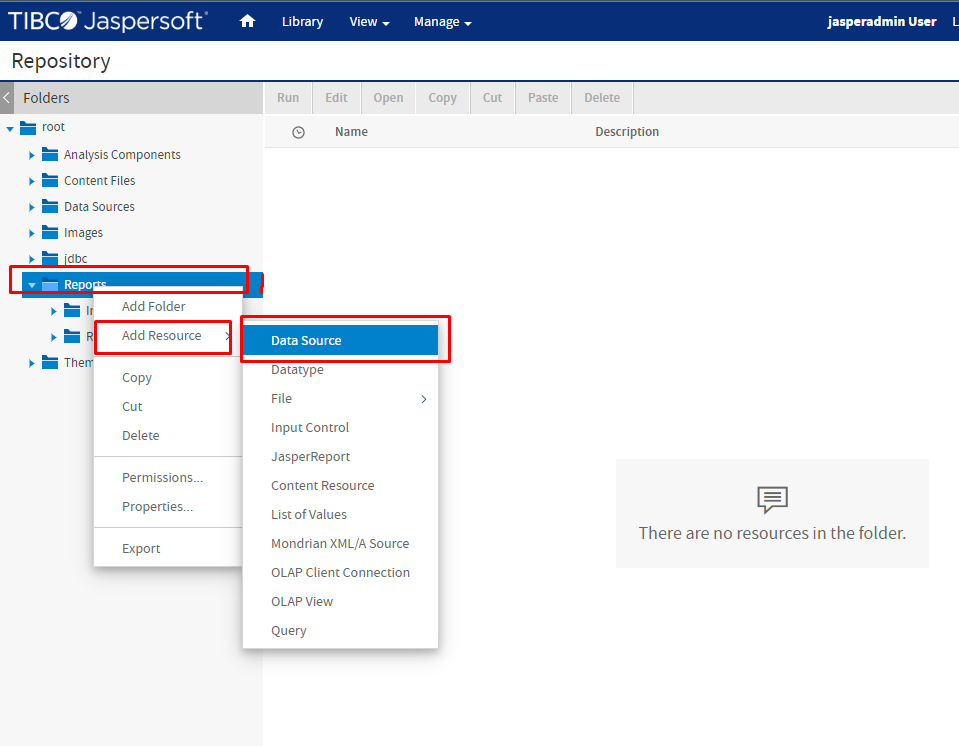 TIBCO Jaspersoft®
Library
View
Manage
jasperadmin User
Repository
Folders
Run
Edit
Open
Copy
Cut
Paste
Delete
Name
Description
root
Analysis Components
Content Files
Data Sources
Images
jdbc
Reports
Add Folder
Add Resource
Copy
Cut
Delete
Permissions...
Properties...
Export
Data Source
Datatype
File
Input Control
JasperReport
Content Resource
List of Values
Mondrian XML/A Source
OLAP Client Connection
OLAP View
Query
There are no resources in the folder.